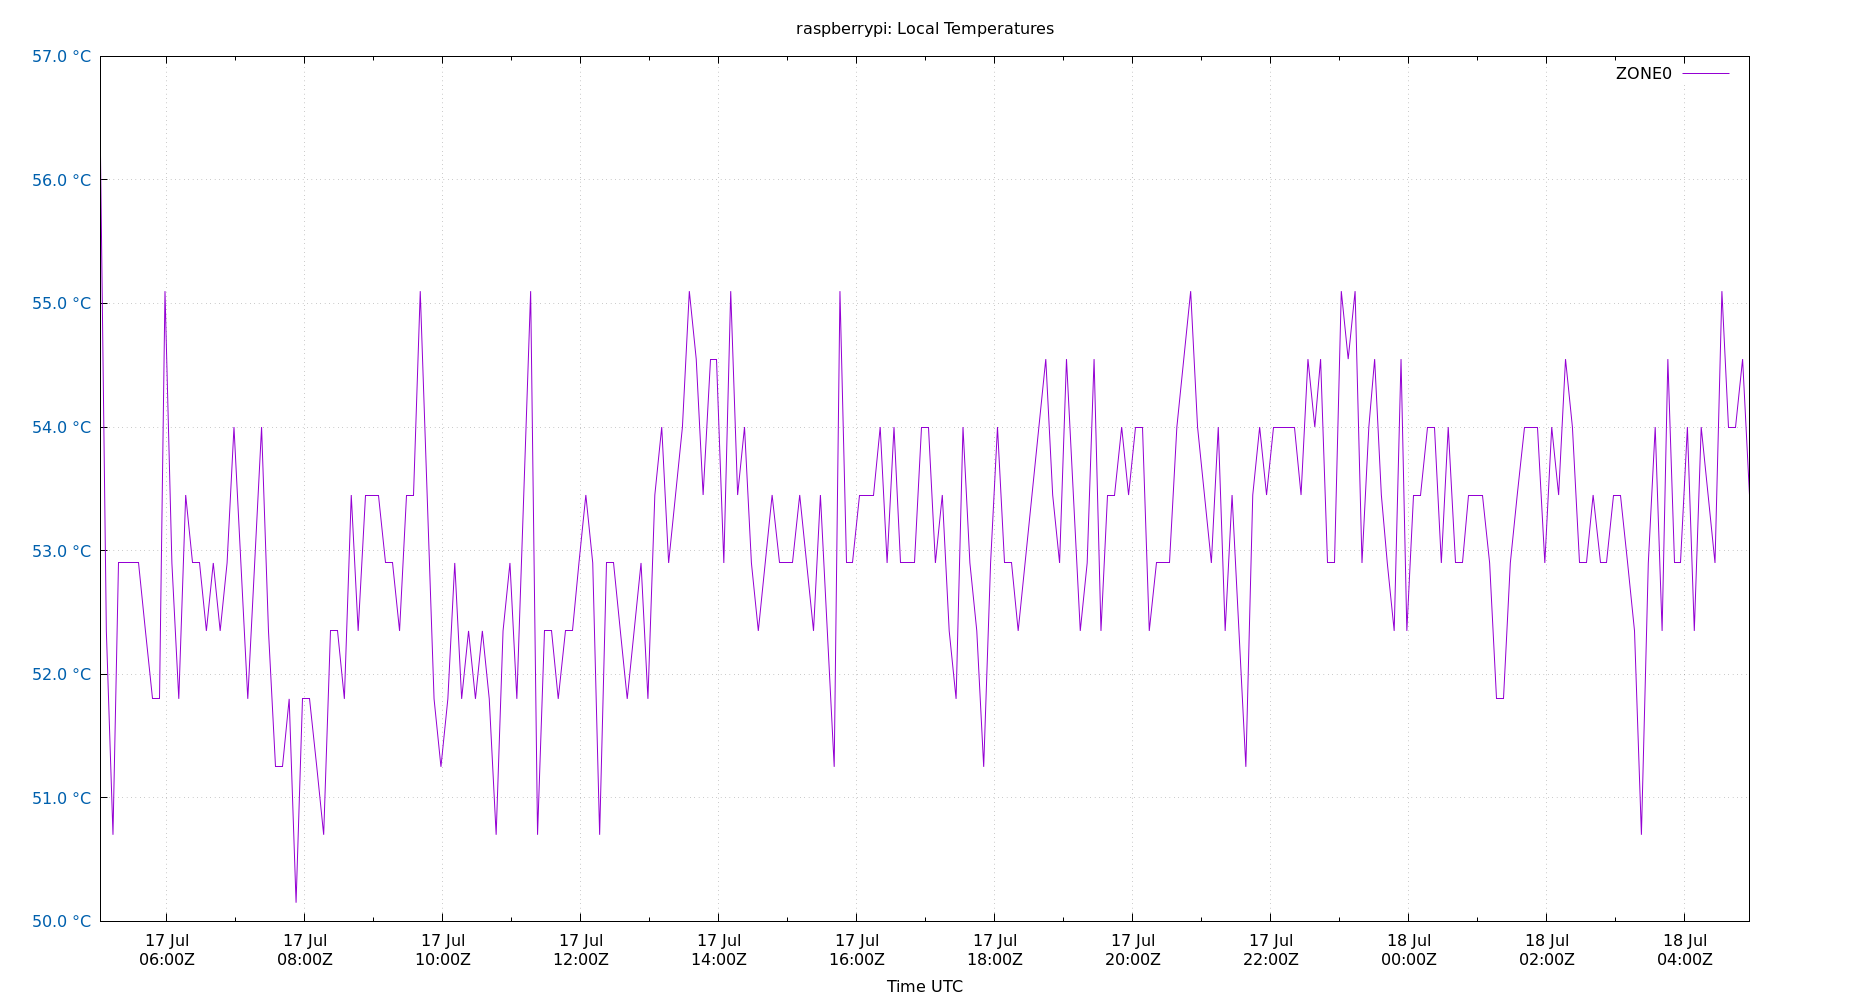 raspberrypi: Local Temperatures
57.0 °C
ZONE0
56.0 °C
55.0 °C
54.0 °C
53.0 °C
52.0 °C
51.0 °C
50.0 °C
17 Jul 17 Jul 17 Jul 17 Jul 17 Jul 17 Jul 17 Jul 17 Jul 17 Jul 18 Jul 18 Jul 18 Jul
06:00Z 08:00Z 10:00Z 12:00Z 14:00Z 16:00Z 18:00Z 20:00Z 22:00Z 00:00Z 02:00Z 04:00Z
Time UTC